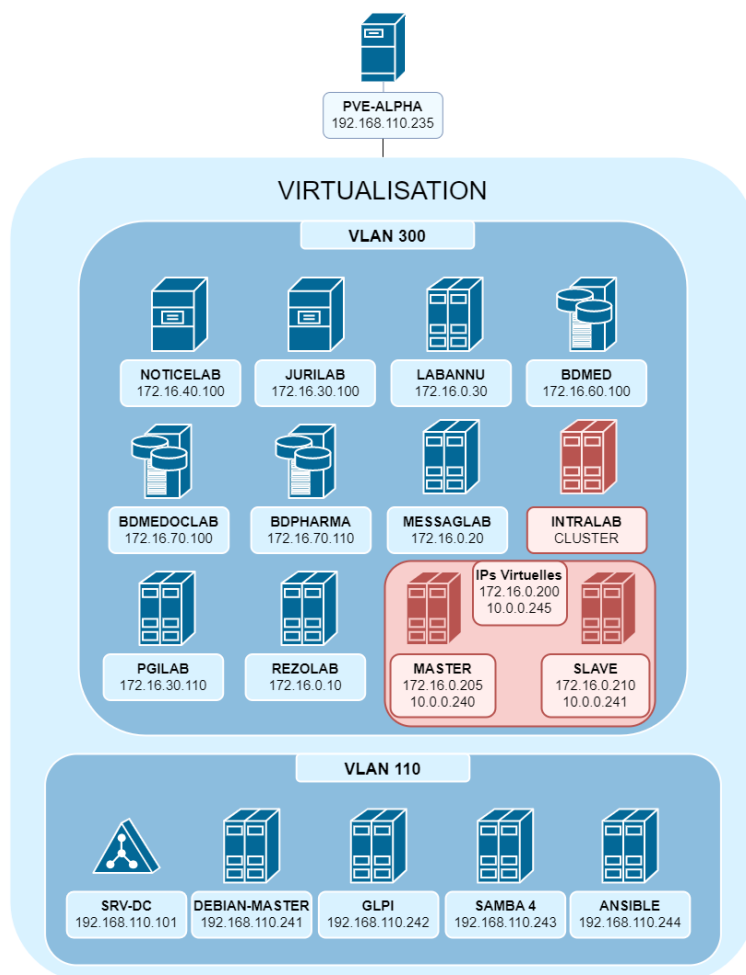 PVE-ALPHA
192.168.110.235
VIRTUALISATION
VLAN 300
NOTICELAB
172.16.40.100
JURILAB
172.16.30.100
LABANNU
172.16.0.30
BDMED
172.16.60.100
BDMEDOCLAB
172.16.70.100
BDPHARMA
172.16.70.110
MESSAGLAB
172.16.0.20
INTRALAB
CLUSTER
IPs Virtuelles
172.16.0.200
10.0.0.245
PGILAB
172.16.30.110
REZOLAB
172.16.0.10
MASTER
172.16.0.205
10.0.0.240
SLAVE
172.16.0.210
10.0.0.241
VLAN 110
SRV-DC
192.168.110.101
DEBIAN-MASTER
192.168.110.241
GLPI
192.168.110.242
SAMBA 4
192.168.110.243
ANSIBLE
192.168.110.244